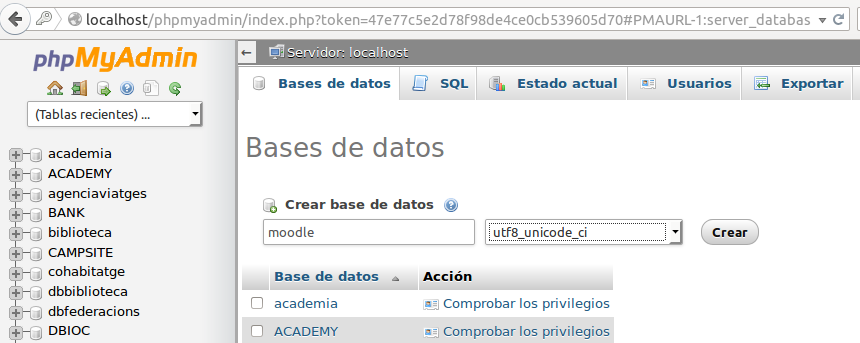 localhost/phpmyadmin/index.php?token=47e77c5e2d78f98de4ce0cb539605d70#PMAURL-1:server_databas
phpMyAdmin
(Tablas recientes) ...
academia
ACADEMY
agenciaviatges
BANK
biblioteca
CAMPSITE
cohabitatge
dbbiblioteca
dbfederacions
DBIOC
Servidor: localhost
Bases de datos SQL Estado actual Usuarios Exportar
Bases de datos
Crear base de datos
moodle utf8_unicode_ci Crear
Base de datos Acción
academia Comprobar los privilegios
ACADEMY Comprobar los privilegios